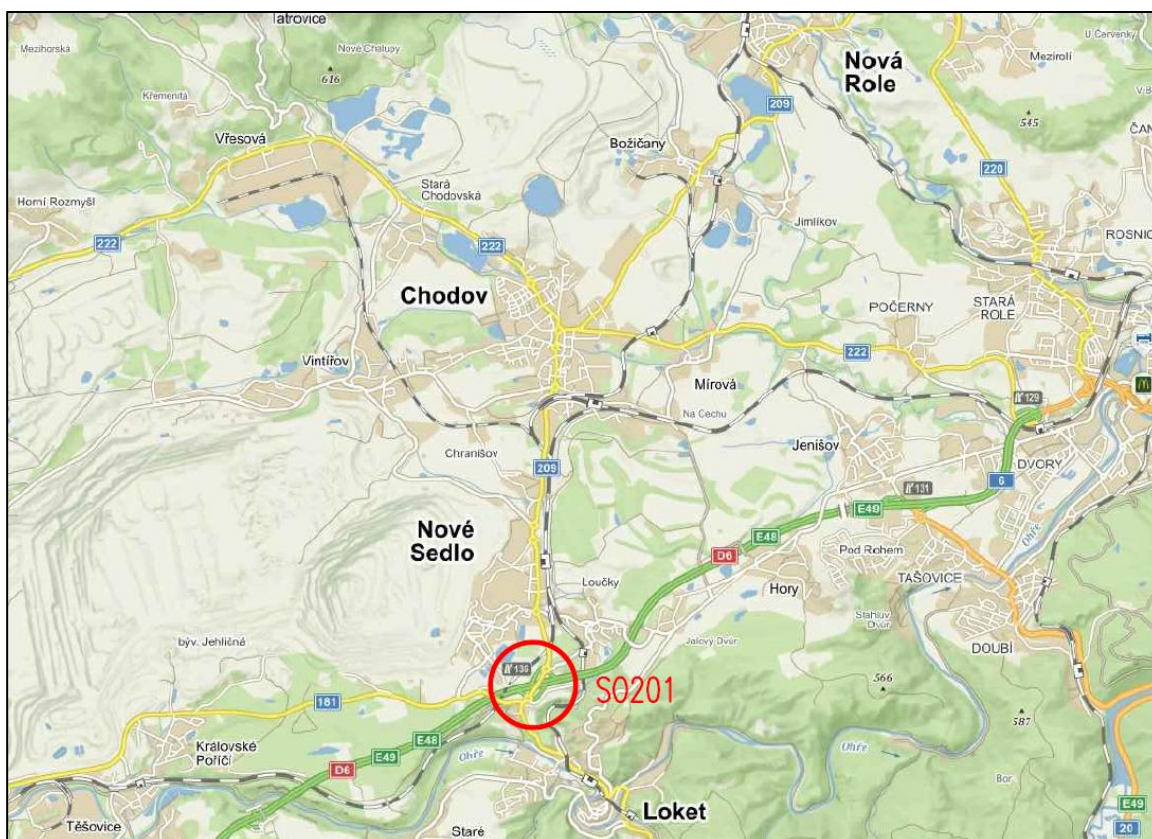 Tatrovice
Mezihorská
Nové Chalupy
616
Křemenitá
Vřesová
Nová
Role
Mezirolí
U Červenky
209
545
ČAN
Božičany
Stará
Chodovská
Horní Rozmyšl
222
222
Jimlíkov
220
ROSNIC
Chodov
POČERNY
STARÁ
ROLE
Vintířov
222
Mírová
Na Čechu
129
Chranišov
209
Jenišov
DVORY
6
131
E49
Nové
Sedlo
E48
D6
Ohře
Pod Rohem
TAŠOVICE
Loučky
Hory
Stahlův
Dvůr
býv. Jehličná
Jalový Dvůr
DOUBÍ
136
SO201
181
566
587
Královské
Poříčí
E48
E49
D6
Ohře
Ohře
Bor
Loket
E49
20
Těšovice
Staré